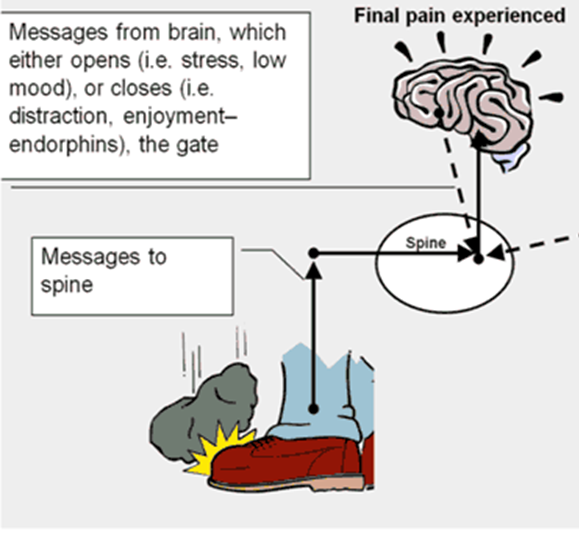 Messages from brain, which
either opens (i.e. stress, low
mood), or closes (i.e.
distraction, enjoyment–
endorphins), the gate
Final pain experienced
Spine
Messages to
spine